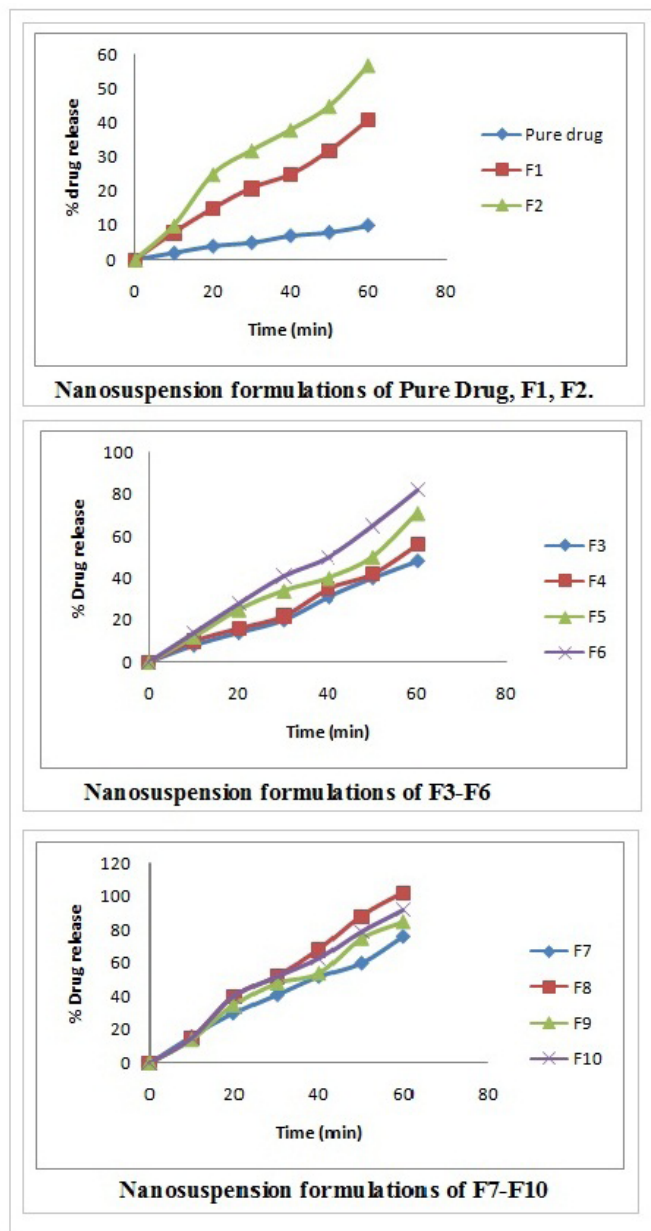 60
50
40
30
20
10
0
% drug release
0 20 40 60 80
Time (min)
Pure drug
F1
F2
Nanosuspension formulations of Pure Drug, F1, F2.
100
80
60
40
20
0
% Drug release
0 20 40 60 80
Time (min)
F3
F4
F5
F6
Nanosuspension formulations of F3-F6
120
100
80
60
40
20
0
% Drug release
0 20 40 60 80
Time (min)
F7
F8
F9
F10
Nanosuspension formulations of F7-F10